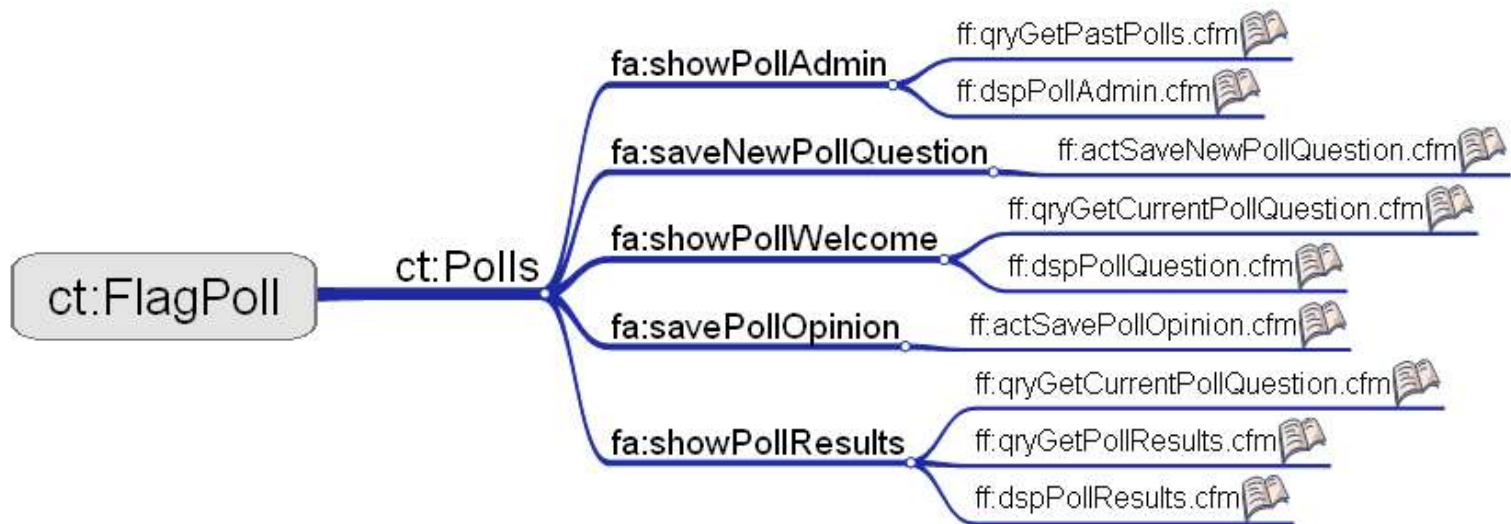 ct:FlagPoll
ct:Polls
fa:showPollAdmin
ff:qryGetPastPolls.cfm
ff:dspPollAdmin.cfm
fa:saveNewPollQuestion
ff:actSaveNewPollQuestion.cfm
fa:showPollWelcome
ff:qryGetCurrentPollQuestion.cfm
ff:dspPollQuestion.cfm
fa:savePollOpinion
ff:actSavePollOpinion.cfm
fa:showPollResults
ff:qryGetCurrentPollQuestion.cfm
ff:qryGetPollResults.cfm
ff:dspPollResults.cfm